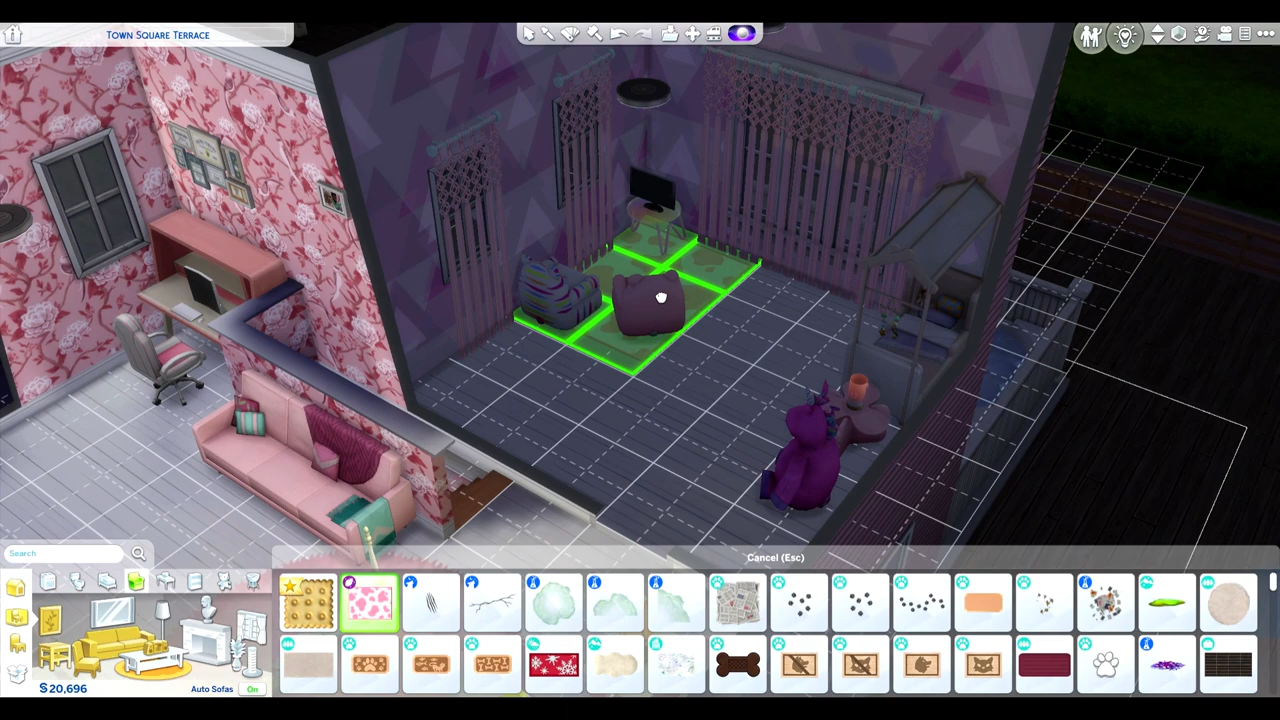 TOWN SQUARE TERRACE
Cancel (Esc)
Search
§20,696
Auto Sofas
On